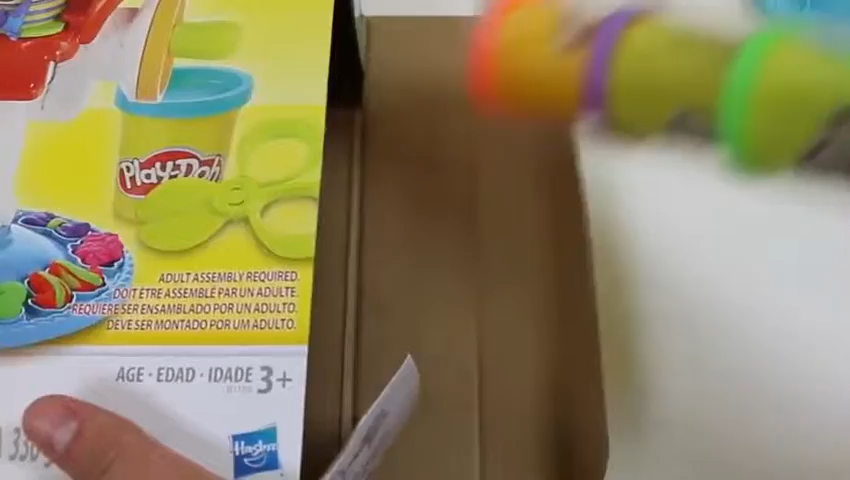 PLAY-DOH
ADULT ASSEMBLY REQUIRED.
DOIT ÊTRE ASSEMBLÉ PAR UN ADULTE.
REQUIERE SER ENSAMBLADO POR UN ADULTO.
DEVE SER MONTADO POR UM ADULTO.
AGE • EDAD • IDADE 3+
Hasbro